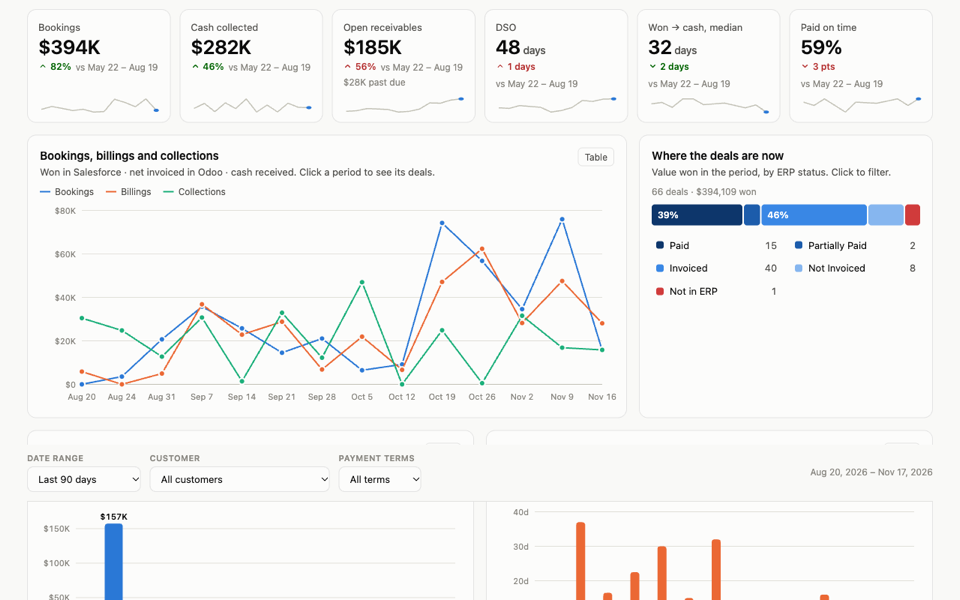 Bookings
$394K
82% vs May 22 – Aug 19
Cash collected
$282K
46% vs May 22 – Aug 19
Open receivables
$185K
56% vs May 22 – Aug 19
$28K past due
DSO
48 days
1 days
vs May 22 – Aug 19
Won → cash, median
32 days
2 days
vs May 22 – Aug 19
Paid on time
59%
3 pts
vs May 22 – Aug 19
Bookings, billings and collections
Table
Won in Salesforce · net invoiced in Odoo · cash received. Click a period to see its deals.
Bookings Billings Collections
$80K
$60K
$40K
$20K
$0
Aug 20 Aug 24 Aug 31 Sep 7 Sep 14 Sep 21 Sep 28 Oct 5 Oct 12 Oct 19 Oct 26 Nov 2 Nov 9 Nov 16
Where the deals are now
Value won in the period, by ERP status. Click to filter.
66 deals · $394,109 won
39% 46%
Paid 15 Partially Paid 2
Invoiced 40 Not Invoiced 8
Not in ERP 1
DATE RANGE CUSTOMER PAYMENT TERMS
Last 90 days All customers All terms
Aug 20, 2026 – Nov 17, 2026
$157K
$150K
$100K
$50K
40d
30d
20d